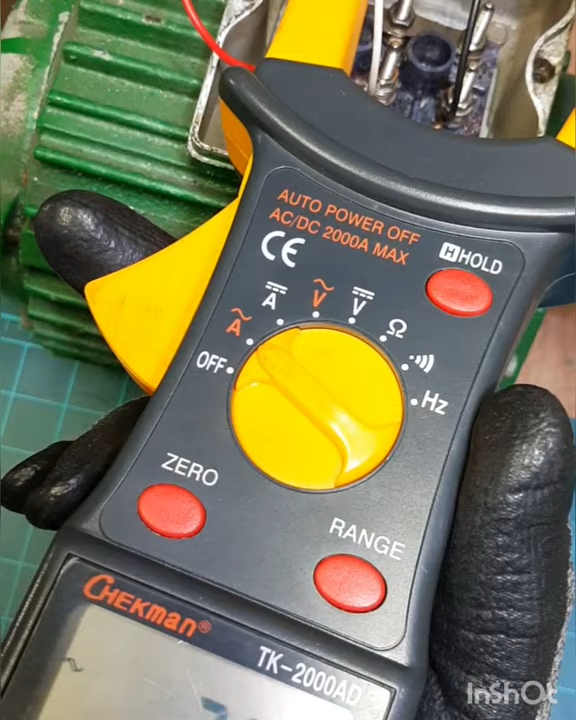 AUTO POWER OFF
AC/DC 2000A MAX
CE
H HOLD
OFF
A
A
V
V
Ω
Hz
ZERO
RANGE
CHEKMAN®
TK-2000AD
InShOt